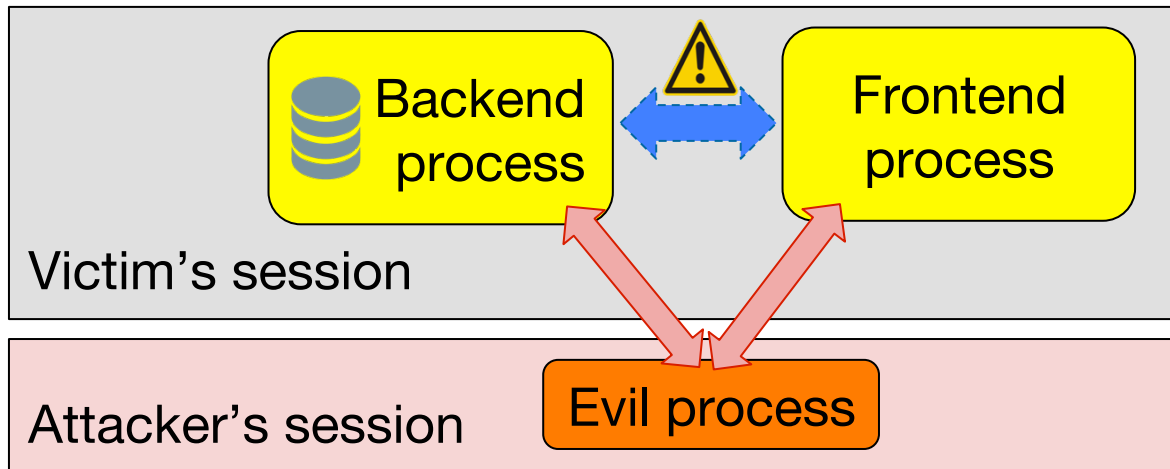 Backend
process
Frontend
process
Victim's session
Evil process
Attacker's session